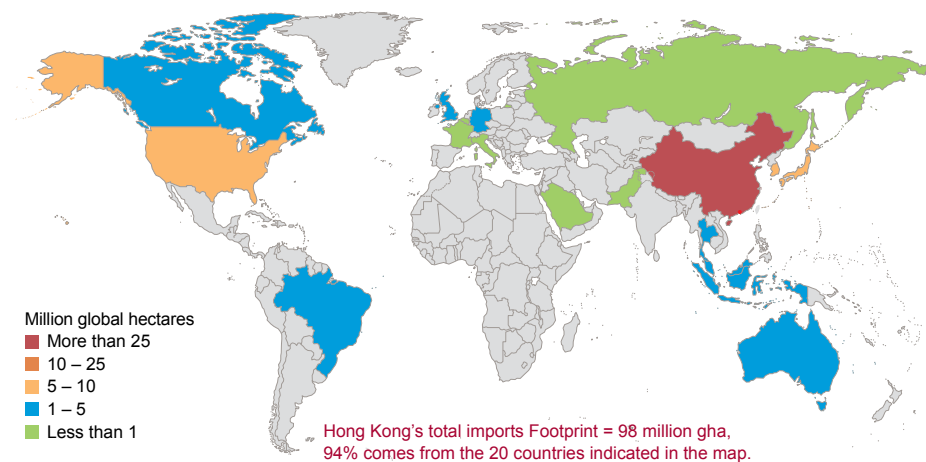 Million global hectares
More than 25
10 – 25
5 – 10
1 – 5
Less than 1
Hong Kong's total imports Footprint = 98 million gha,
94% comes from the 20 countries indicated in the map.